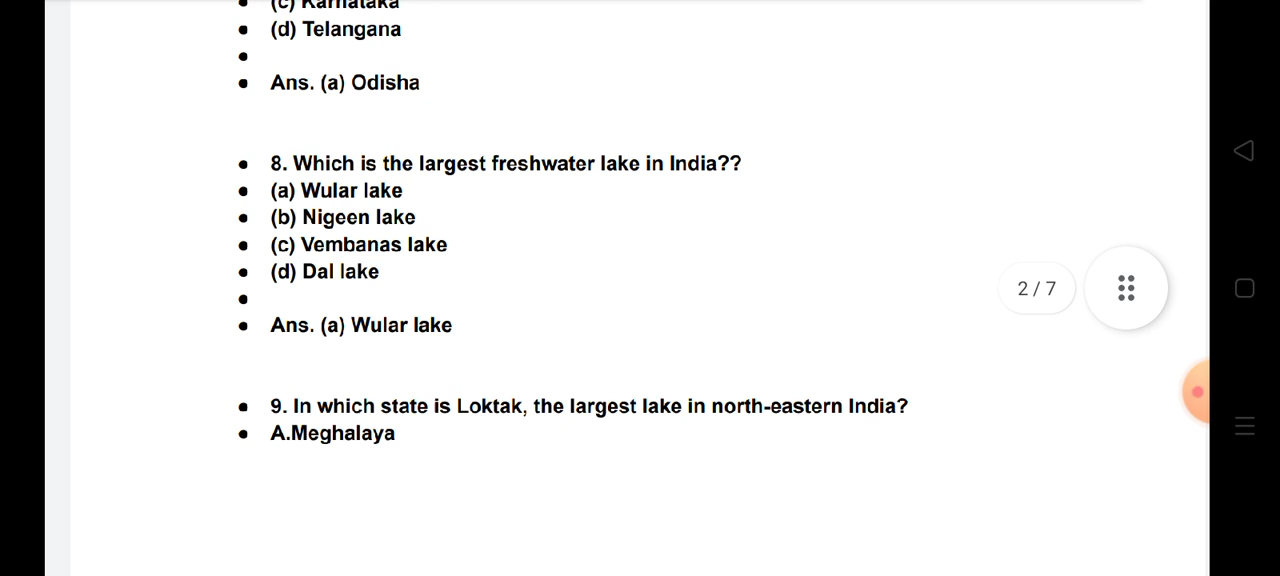 (c) Karnataka
(d) Telangana
Ans. (a) Odisha
8. Which is the largest freshwater lake in India??
(a) Wular lake
(b) Nigeen lake
(c) Vembanas lake
(d) Dal lake
2 / 7
Ans. (a) Wular lake
9. In which state is Loktak, the largest lake in north-eastern India?
A.Meghalaya